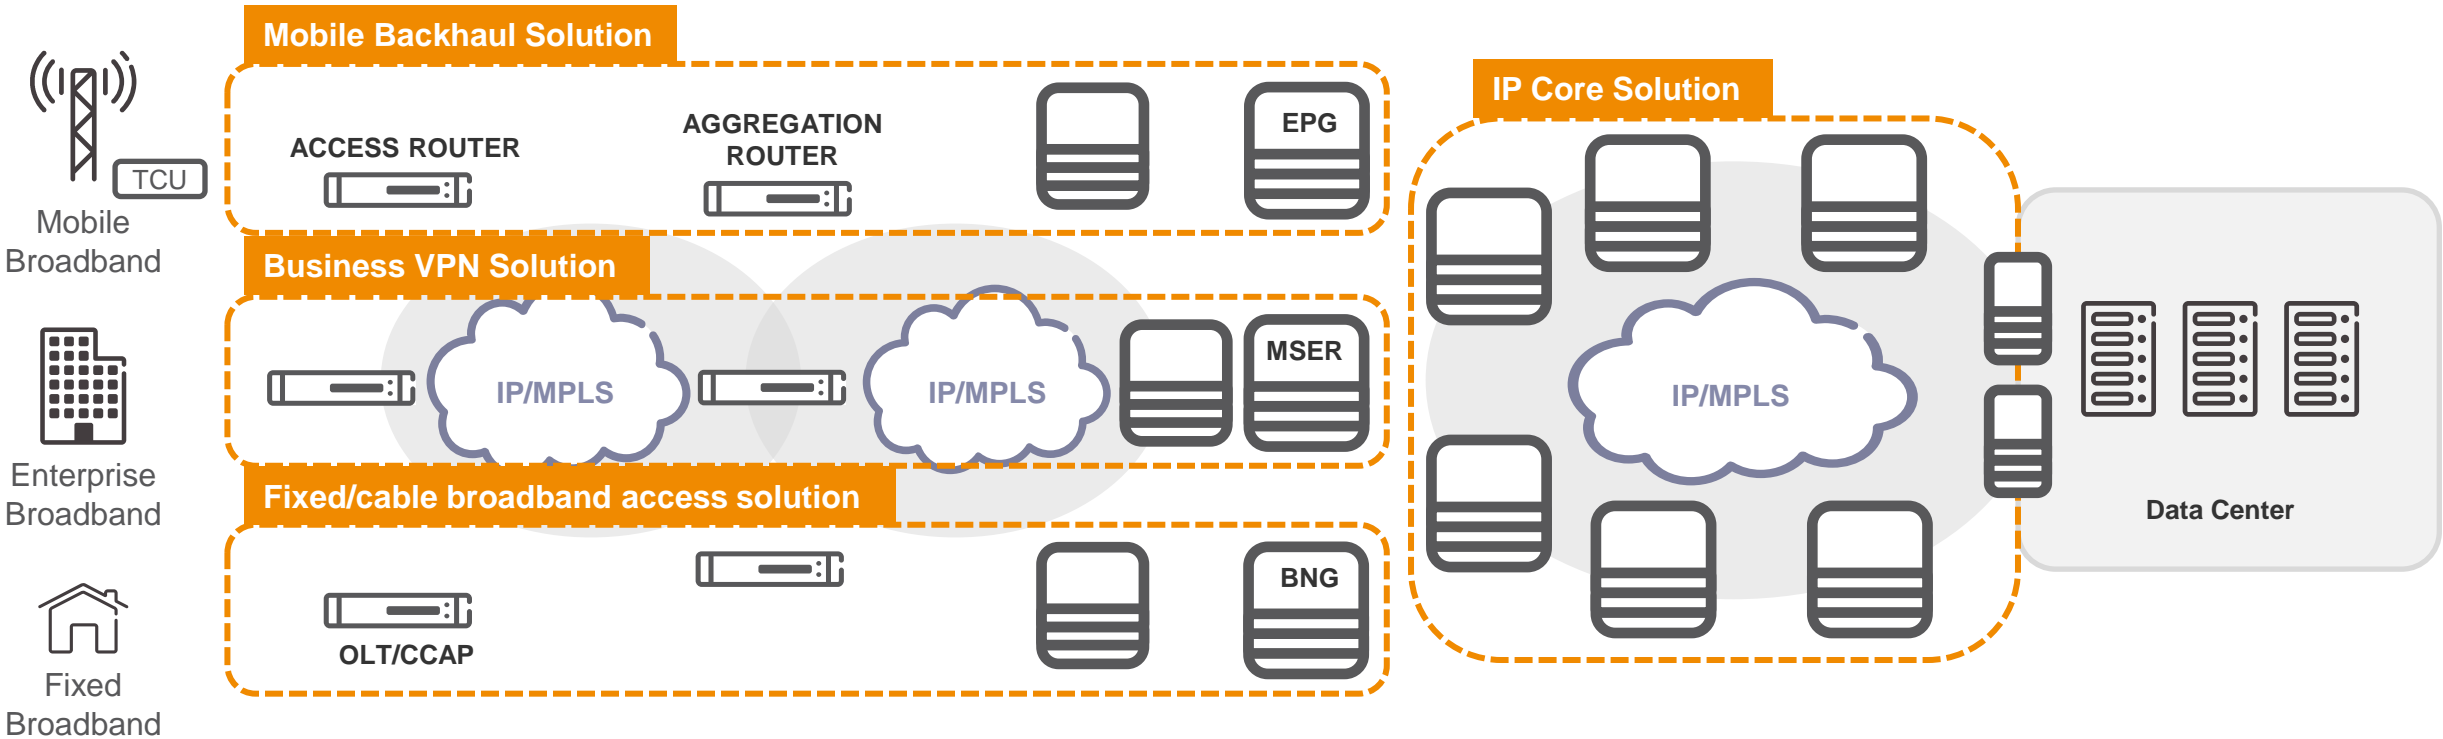 Mobile Backhaul Solution
IP Core Solution
ACCESS ROUTER
AGGREGATION
ROUTER
EPG
TCU
Mobile
Broadband
Business VPN Solution
IP/MPLS
IP/MPLS
MSER
IP/MPLS
Enterprise
Broadband
Fixed/cable broadband access solution
Data Center
BNG
OLT/CCAP
Fixed
Broadband